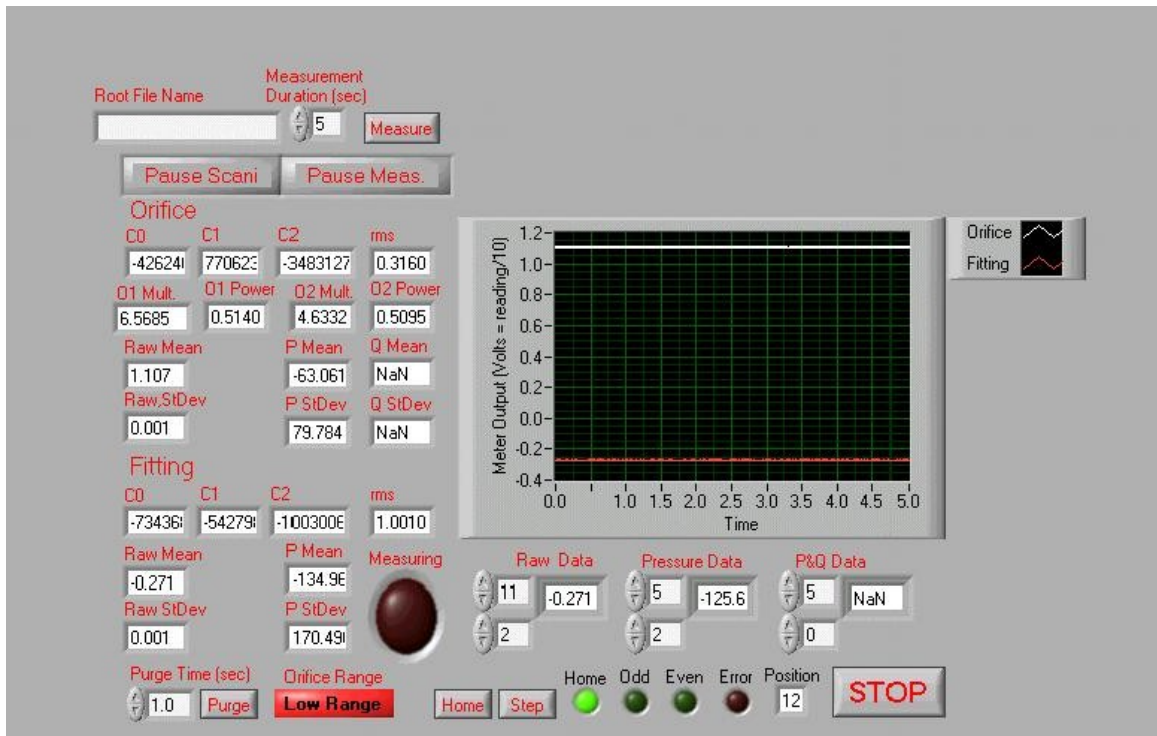 Root File Name
Measurement
Duration (sec)
5
Measure
Pause Scani
Pause Meas.
Orifice
C0 C1 C2 rms
-42624 770623 -3483127 0.3160
O1 Mult. O1 Power O2 Mult. O2 Power
6.5685 0.5140 4.6332 0.5095
Raw Mean P Mean Q Mean
1.107 -63.061 NaN
Raw,StDev P StDev Q StDev
0.001 79.784 NaN
Fitting
C0 C1 C2 rms
-73436 -54279 -1003006 1.0010
Raw Mean P Mean
-0.271 -134.96
Raw StDev P StDev
0.001 170.49
Measuring
Purge Time (sec) Orifice Range
1.0 Purge Low Range
Meter Output (Volts = reading/10)
1.2
1.0
0.8
0.6
0.4
0.2
0.0
-0.2
-0.4
0.0 1.0 1.5 2.0 2.5 3.0 3.5 4.0 4.5 5.0
Time
Orifice
Fitting
Raw Data Pressure Data P&Q Data
11 -0.271 5 -125.6 5 NaN
2 2 0
Home Step
Home Odd Even Error Position
12
STOP